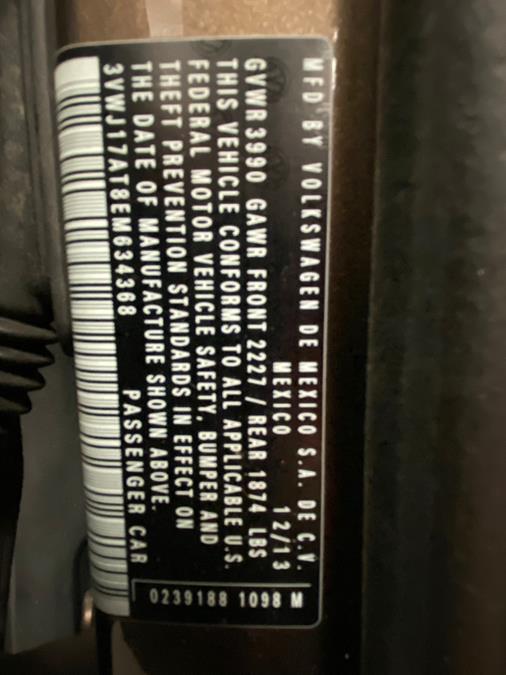 MFD BY VOLKSWAGEN DE MEXICO S.A. DE C.V.
MEXICO 12/13
GVWR 3990 GAWR FRONT 2227 / REAR 1874 LBS
THIS VEHICLE CONFORMS TO ALL APPLICABLE U.S.
FEDERAL MOTOR VEHICLE SAFETY, BUMPER AND
THEFT PREVENTION STANDARDS IN EFFECT ON
THE DATE OF MANUFACTURE SHOWN ABOVE.
3VWJ17AT8EM634368 PASSENGER CAR
0239188 1098 M